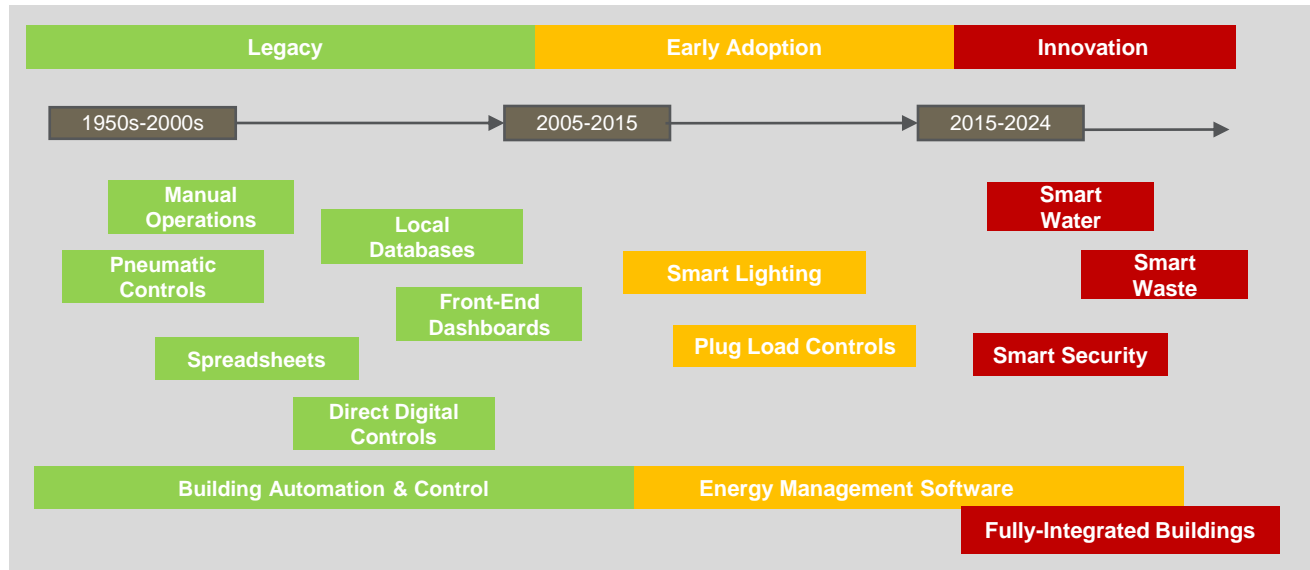 Legacy
Early Adoption
Innovation
1950s-2000s
2005-2015
2015-2024
Manual
Operations
Local
Databases
Smart
Water
Pneumatic
Controls
Smart Lighting
Smart
Waste
Front-End
Dashboards
Spreadsheets
Plug Load Controls
Smart Security
Direct Digital
Controls
Building Automation & Control
Energy Management Software
Fully-Integrated Buildings